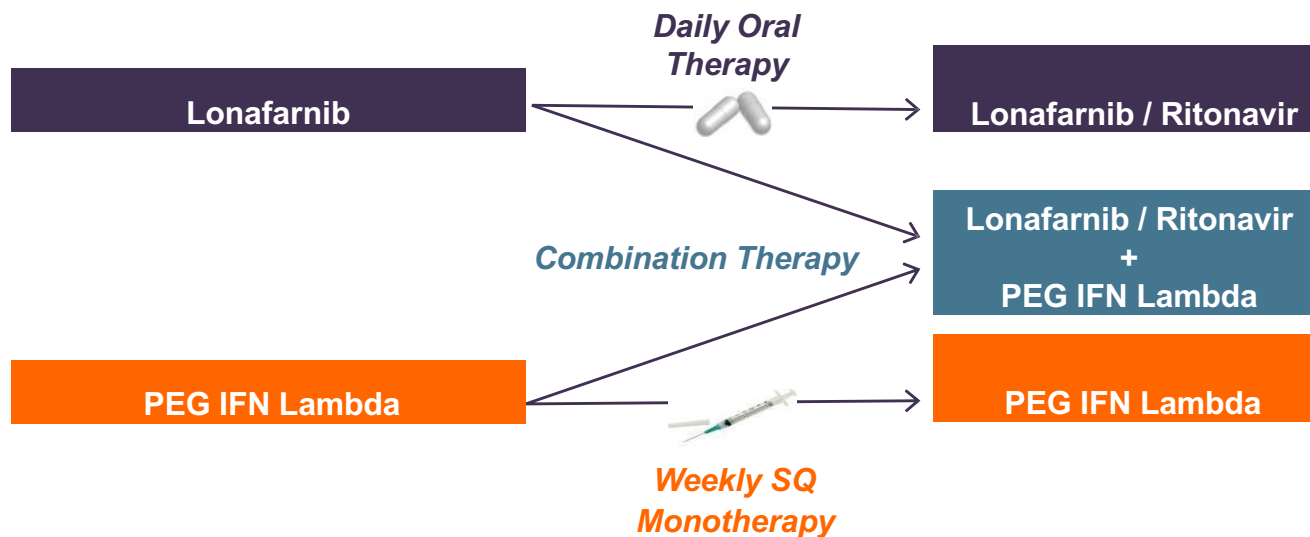 Daily Oral
Therapy
Lonafarnib
Lonafarnib / Ritonavir
Lonafarnib / Ritonavir
+
PEG IFN Lambda
Combination Therapy
PEG IFN Lambda
PEG IFN Lambda
Weekly SQ
Monotherapy